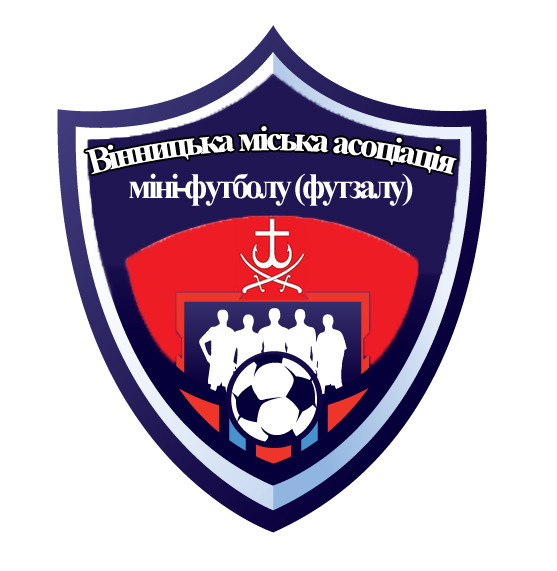 Вінницька міська асоціація
міні-футболу (футзалу)